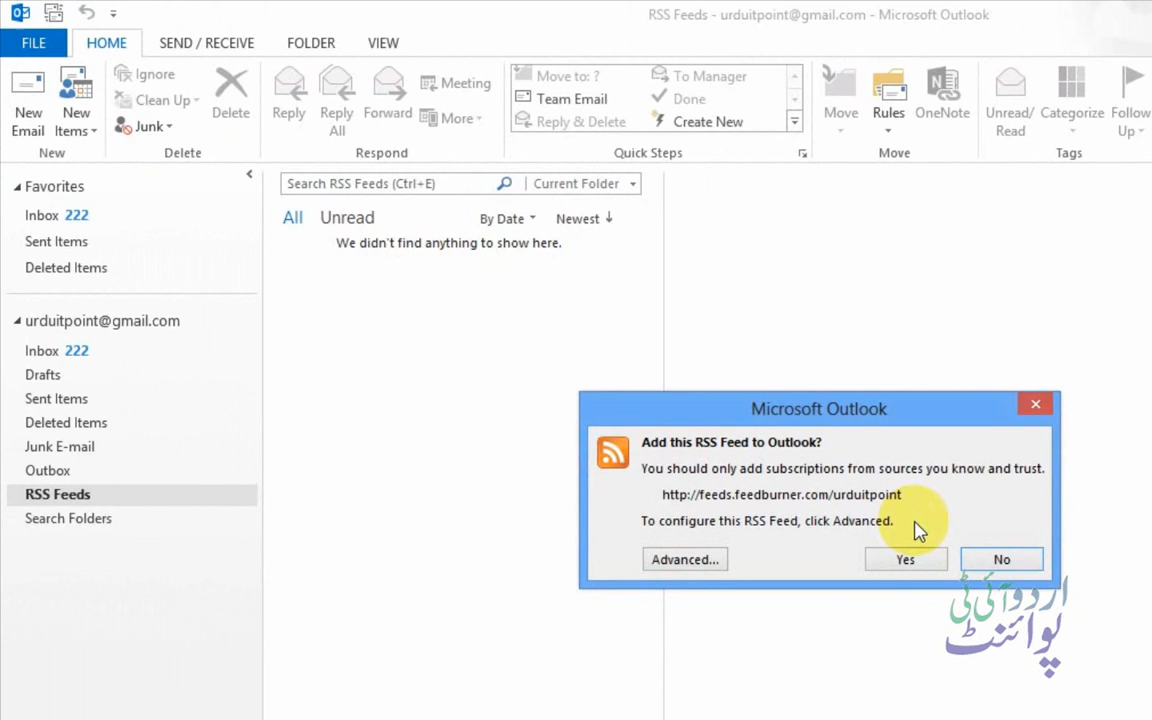 RSS Feeds - urduitpoint@gmail.com - Microsoft Outlook
FILE HOME SEND / RECEIVE FOLDER VIEW
New Email
New Items
Ignore
Clean Up
Junk
Delete
Reply
Reply All
Forward
Meeting
More
Move to: ?
Team Email
Reply & Delete
To Manager
Done
Create New
Move
Rules
OneNote
Unread/ Read
Categorize
Follow Up
New Delete Respond Quick Steps Move Tags
Favorites
Inbox 222
Sent Items
Deleted Items
urduitpoint@gmail.com
Inbox 222
Drafts
Sent Items
Deleted Items
Junk E-mail
Outbox
RSS Feeds
Search Folders
Search RSS Feeds (Ctrl+E) Current Folder
All Unread By Date Newest
We didn't find anything to show here.
Microsoft Outlook
Add this RSS Feed to Outlook?
You should only add subscriptions from sources you know and trust.
http://feeds.feedburner.com/urduitpoint
To configure this RSS Feed, click Advanced.
Advanced... Yes No
اردو آئی ٹی
پوائنٹ